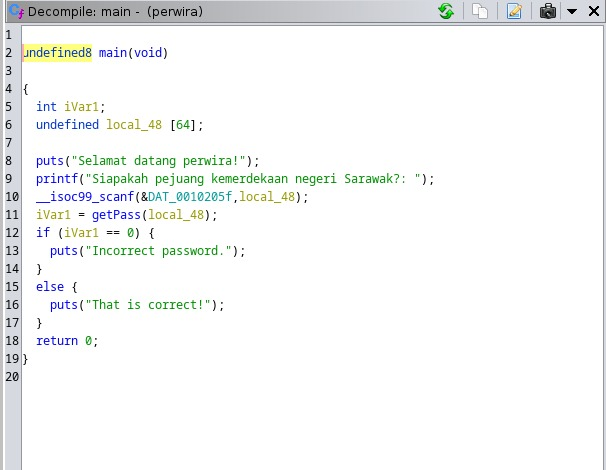 Decompile: main - (perwira)
1
2 undefined8 main(void)
3
4 {
5   int iVar1;
6   undefined local_48 [64];
7
8   puts("Selamat datang perwira!");
9   printf("Siapakah pejuang kemerdekaan negeri Sarawak?: ");
10   __isoc99_scanf(&DAT_0010205f,local_48);
11   iVar1 = getPass(local_48);
12   if (iVar1 == 0) {
13     puts("Incorrect password.");
14   }
15   else {
16     puts("That is correct!");
17   }
18   return 0;
19 }
20